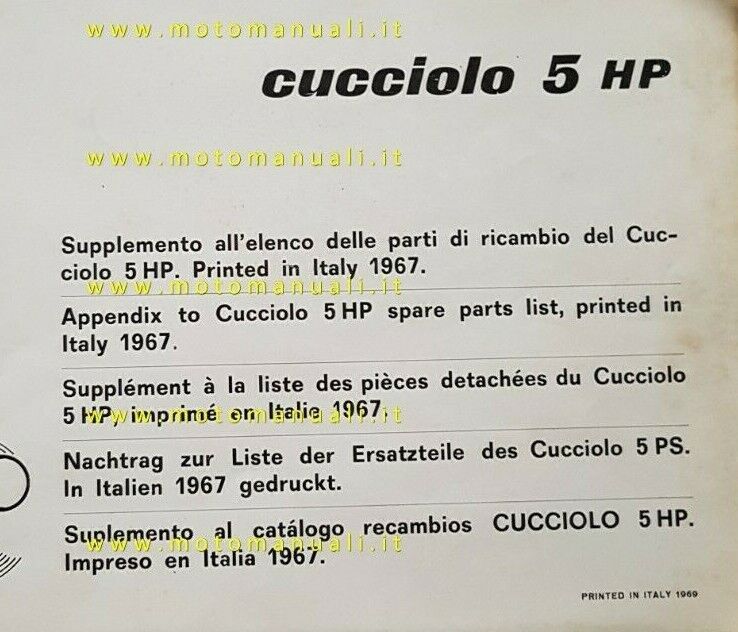 www.motomanuali.it
cucciolo 5 HP
www.motomanuali.it
Supplemento all'elenco delle parti di ricambio del Cuc-
ciolo 5 HP. Printed in Italy 1967.
www.motomanuali.it
Appendix to Cucciolo 5 HP spare parts list, printed in
Italy 1967.
Supplément à la liste des pièces detachées du Cucciolo
5 HP, imprimé en Italie 1967.
www.motomanuali.it
Nachtrag zur Liste der Ersatzteile des Cucciolo 5 PS.
In Italien 1967 gedruckt.
Suplemento al catálogo recambios CUCCIOLO 5 HP.
www.motomanuali.it
Impreso en Italia 1967.
PRINTED IN ITALY 1969